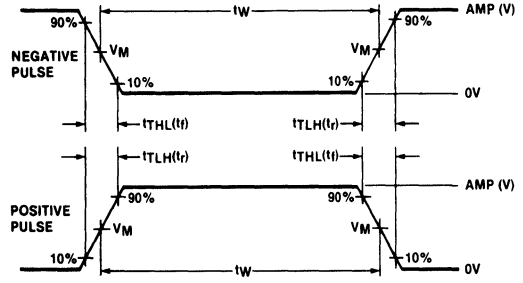 90% tW 90% AMP (V)
NEGATIVE PULSE VM VM
10% 10% 0V
tTHL(tf) tTLH(tr)
tTLH(tr) tTHL(tf)
90% 90% AMP (V)
POSITIVE PULSE VM VM
10% 10% 0V
tW